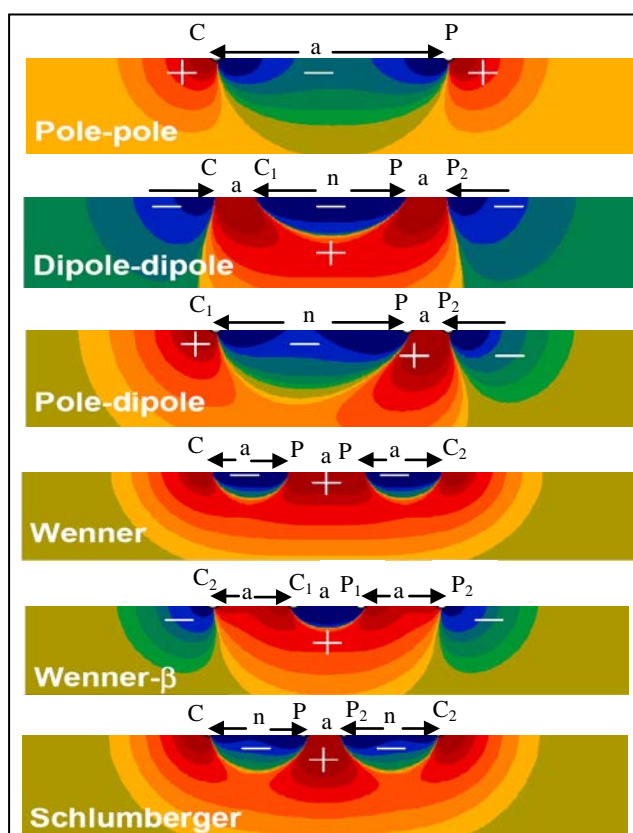 C a P
+ − +
Pole-pole
C a C₁ n P a P₂
− − + −
Dipole-dipole
C₁ n P a P₂
+ − + −
Pole-dipole
C a P a P a C₂
− + −
Wenner
C₂ a C₁ a P₁ a P₂
− + −
Wenner-β
C n P a P₂ n C₂
− + −
Schlumberger